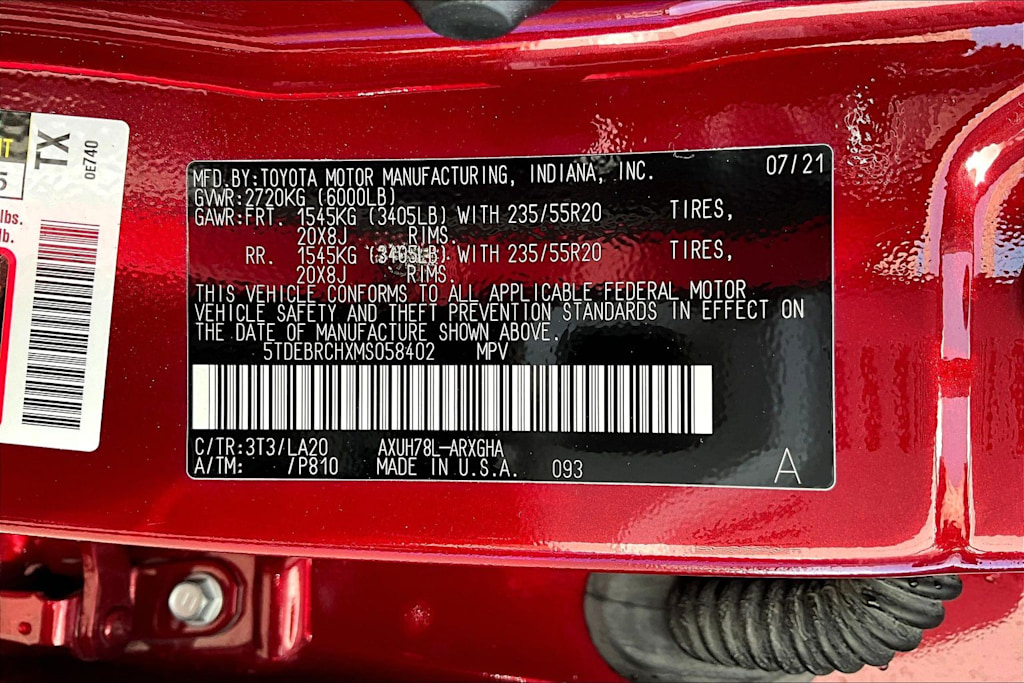 TX
0E740
5
lbs.
lb.
MFD.BY:TOYOTA MOTOR MANUFACTURING, INDIANA, INC. 07/21
GVWR:2720KG (6000LB)
GAWR:FRT. 1545KG (3405LB) WITH 235/55R20 TIRES,
20X8J RIMS.
RR. 1545KG (3405LB) WITH 235/55R20 TIRES,
20X8J RIMS.
THIS VEHICLE CONFORMS TO ALL APPLICABLE FEDERAL MOTOR
VEHICLE SAFETY AND THEFT PREVENTION STANDARDS IN EFFECT ON
THE DATE OF MANUFACTURE SHOWN ABOVE.
5TDEBRCHXMS058402 MPV
C/TR:3T3/LA20 AXUH78L-ARXGHA
A/TM: /P810 MADE IN U.S.A. 093 A